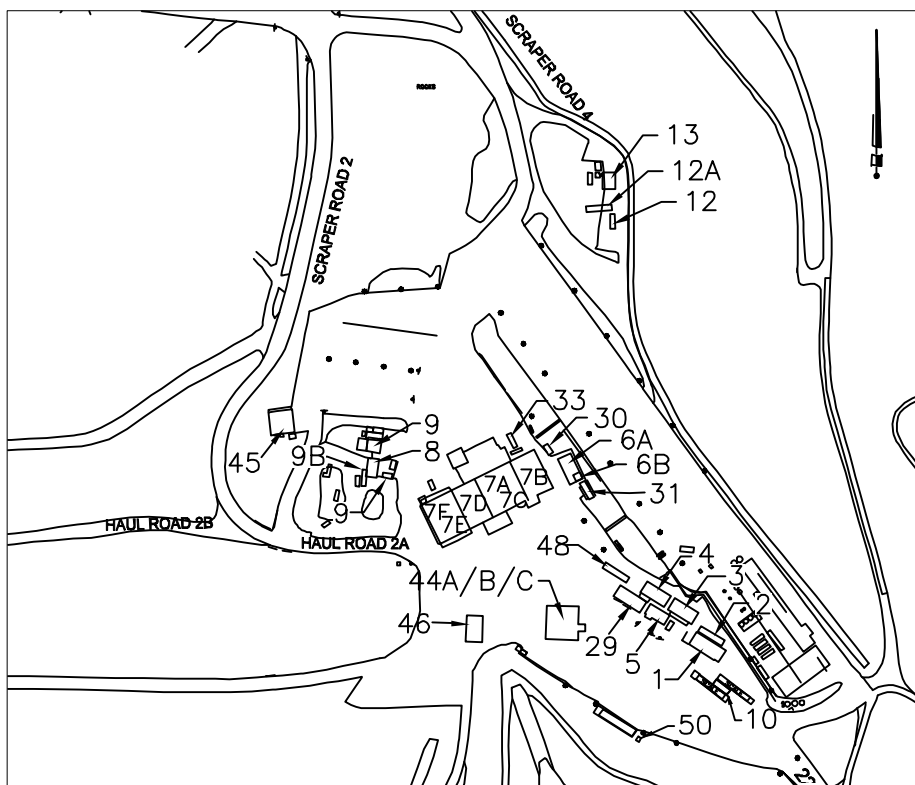 SCRAPER ROAD 4
ROCKS
13
12A
12
SCRAPER ROAD 2
33
30
6A
6B
31
9
8
9B
45
9
7A
7B
7C
7D
7F
7E
HAUL ROAD 2B
HAUL ROAD 2A
48
44A/B/C
4
3
2
46
29
5
1
10
50